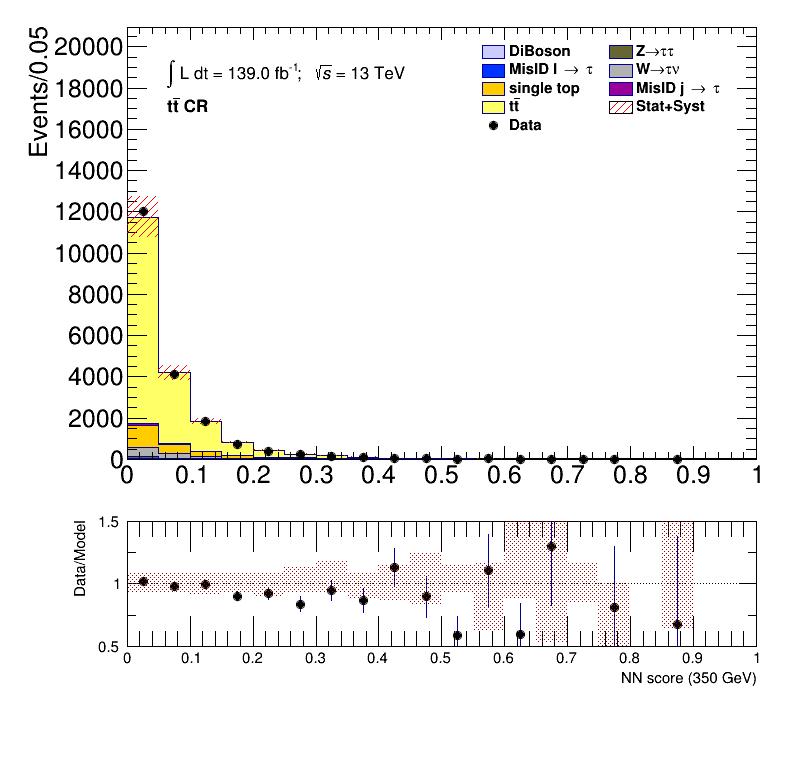 Events/0.05
20000
18000
16000
14000
12000
10000
8000
6000
4000
2000
0
∫ L dt = 139.0 fb⁻¹; √s = 13 TeV
tt̄ CR
DiBoson
MisID l → τ
single top
tt̄
Data
Z→ττ
W→τν
MisID j → τ
Stat+Syst
0 0.1 0.2 0.3 0.4 0.5 0.6 0.7 0.8 0.9 1
Data/Model
1.5
1
0.5
0 0.1 0.2 0.3 0.4 0.5 0.6 0.7 0.8 0.9 1
NN score (350 GeV)